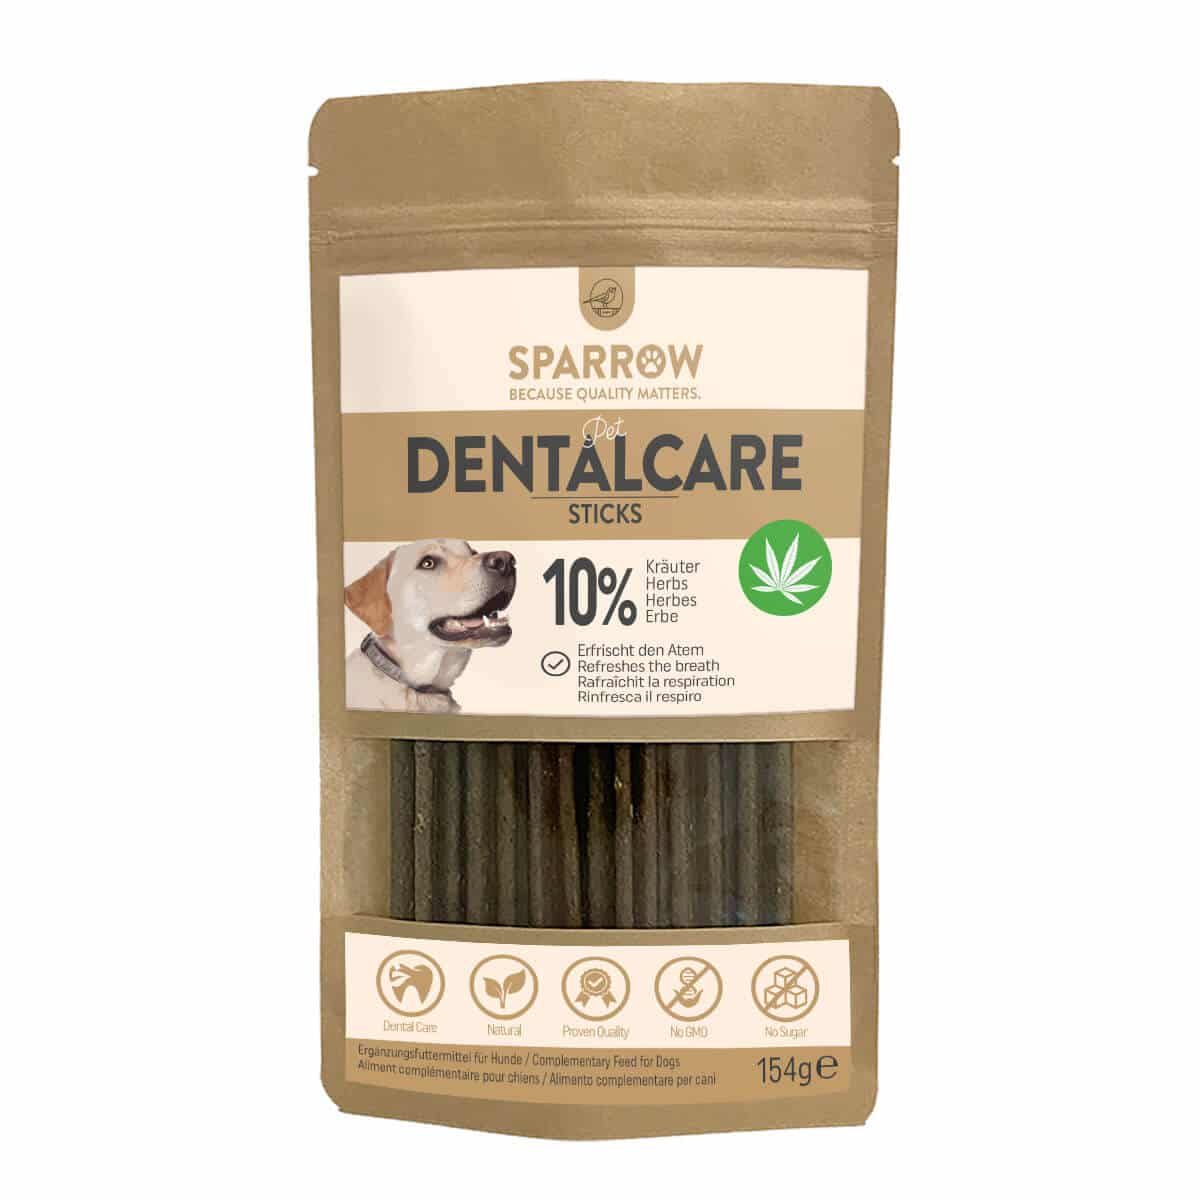 SPARROW
BECAUSE QUALITY MATTERS.
Pet
DENTALCARE
STICKS
10%
Kräuter
Herbs
Herbes
Erbe
Erfrischt den Atem
Refreshes the breath
Rafraîchit la respiration
Rinfresca il respiro
Dental Care
Natural
Proven Quality
No GMO
No Sugar
Ergänzungsfuttermittel für Hunde / Complementary Feed for Dogs
Aliment complémentaire pour chiens / Alimento complementare per cani
154g℮